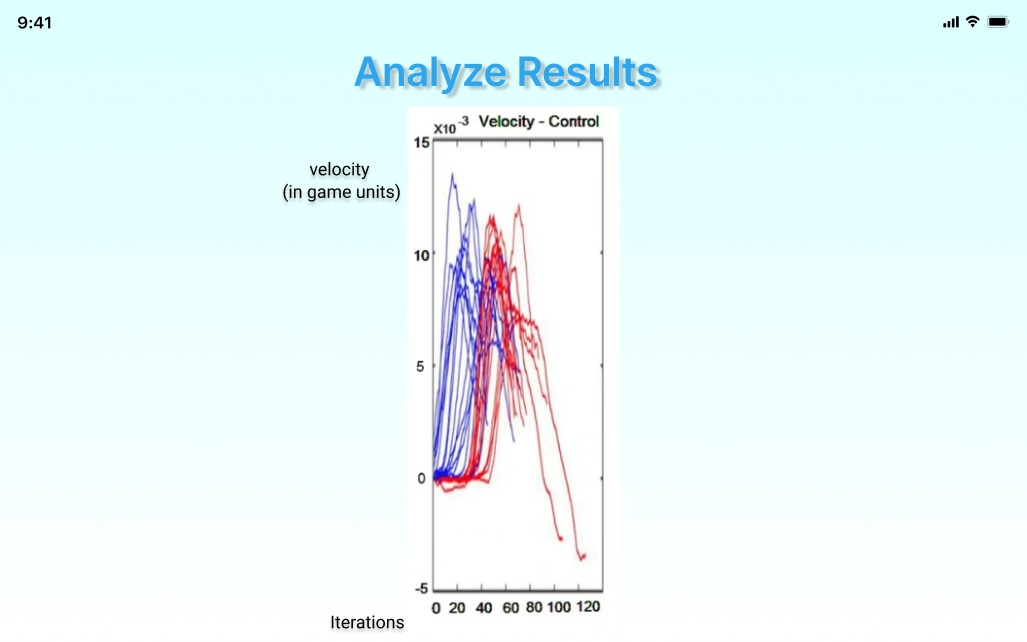 9:41
Analyze Results
X10 -3 Velocity - Control
15
velocity
(in game units)
10
5
0
-5
0 20 40 60 80 100 120
Iterations